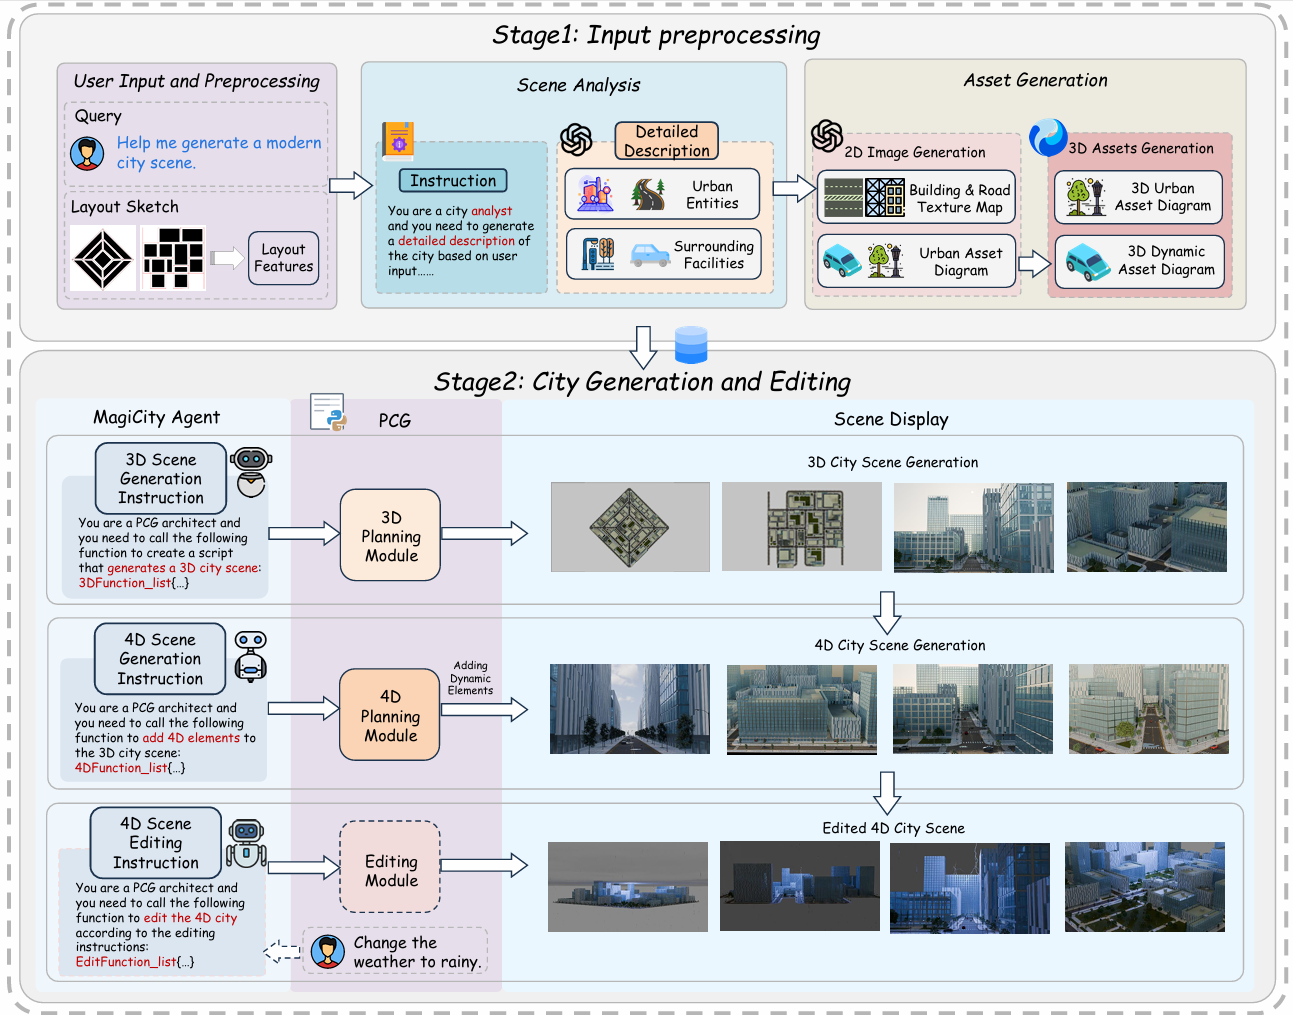 Stage1: Input preprocessing
User Input and Preprocessing
Query
Help me generate a modern
city scene.
Layout Sketch
Layout
Features
Scene Analysis
Instruction
You are a city analyst
and you need to generate
a detailed description of
the city based on user
input......
Detailed
Description
Urban
Entities
Surrounding
Facilities
Asset Generation
2D Image Generation
Building & Road
Texture Map
Urban Asset
Diagram
3D Assets Generation
3D Urban
Asset Diagram
3D Dynamic
Asset Diagram
Stage2: City Generation and Editing
MagiCity Agent
PCG
Scene Display
3D Scene
Generation
Instruction
You are a PCG architect and
you need to call the following
function to create a script
that generates a 3D city scene:
3DFunction_list{...}
3D
Planning
Module
3D City Scene Generation
4D Scene
Generation
Instruction
You are a PCG architect and
you need to call the following
function to add 4D elements to
the 3D city scene:
4DFunction_list{...}
4D
Planning
Module
Adding
Dynamic
Elements
4D City Scene Generation
4D Scene
Editing
Instruction
You are a PCG architect and
you need to call the following
function to edit the 4D city
according to the editing
instructions:
EditFunction_list{...}
Editing
Module
Change the
weather to rainy.
Edited 4D City Scene